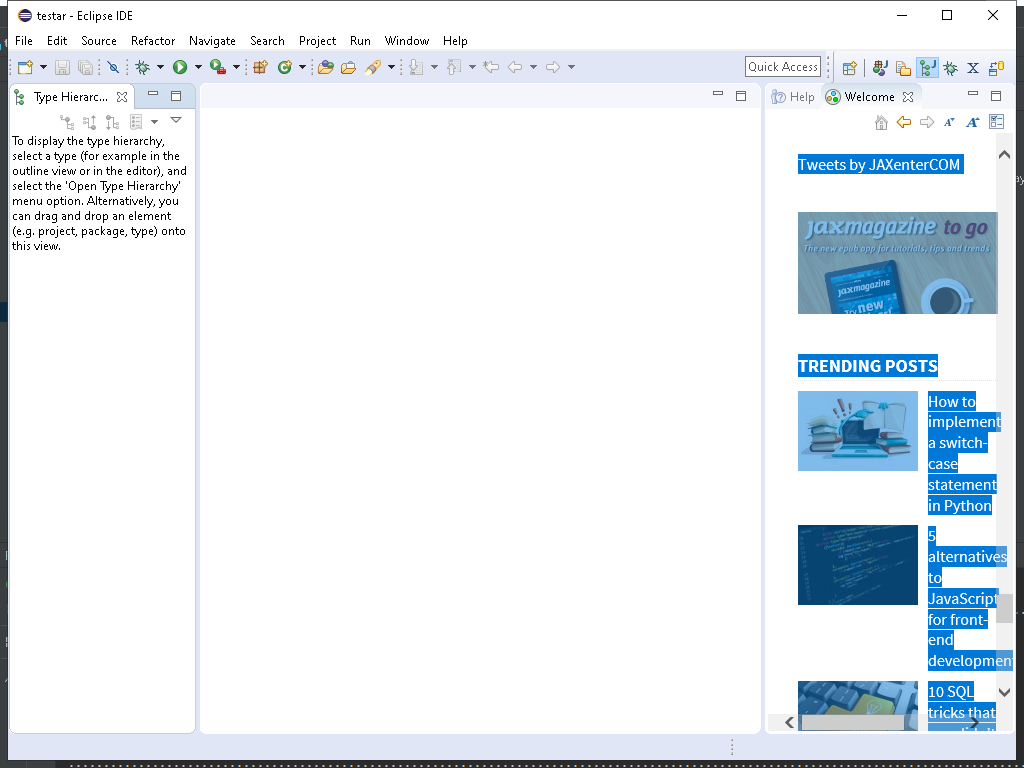 testar - Eclipse IDE
File Edit Source Refactor Navigate Search Project Run Window Help
Quick Access
Type Hierarc...
Help Welcome
To display the type hierarchy,
select a type (for example in the
outline view or in the editor), and
select the 'Open Type Hierarchy'
menu option. Alternatively, you
can drag and drop an element
(e.g. project, package, type) onto
this view.
Tweets by JAXenterCOM
jaxmagazine to go
The new epub app for tutorials, tips and trends
jaxmagazine
Try new
TRENDING POSTS
How to
implement
a switch-
case
statement
in Python
5
alternatives
to
JavaScript
for front-
end
developmen
10 SQL
tricks that